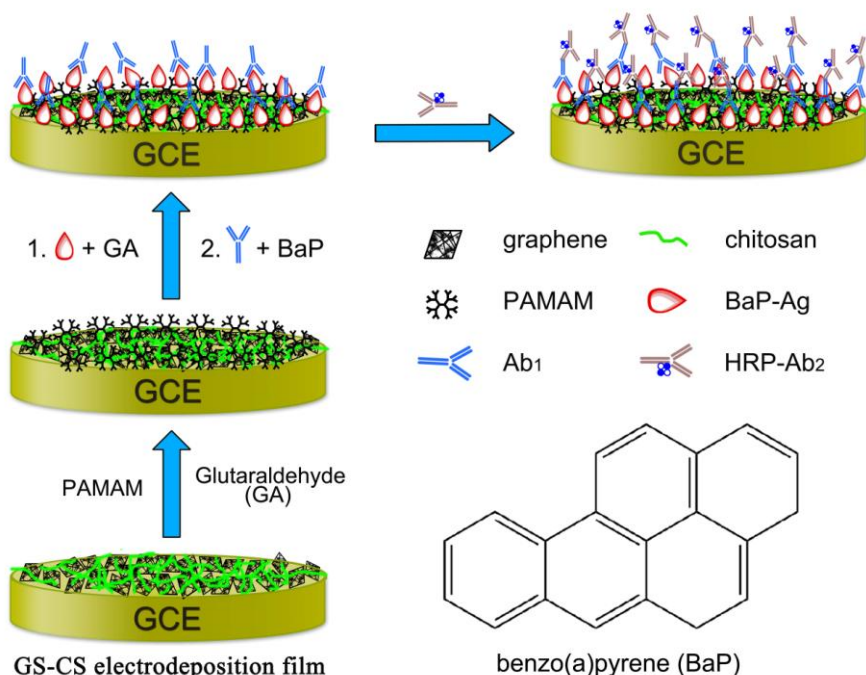 GCE
GCE
1. + GA 2. + BaP
graphene chitosan
PAMAM BaP-Ag
Ab1 HRP-Ab2
GCE
PAMAM Glutaraldehyde
(GA)
GCE
GS-CS electrodeposition film
benzo(a)pyrene (BaP)